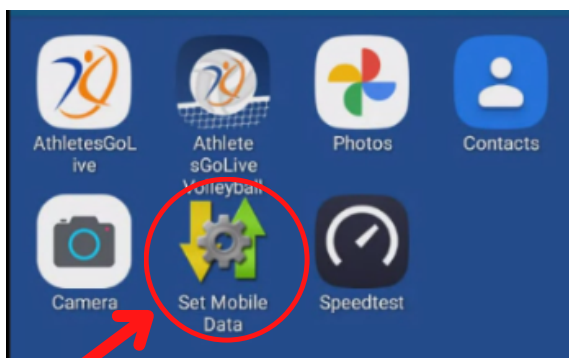 AthletesGoL
ive
Athlete
sGoLive
Volleyball
Photos
Contacts
Camera
Set Mobile
Data
Speedtest